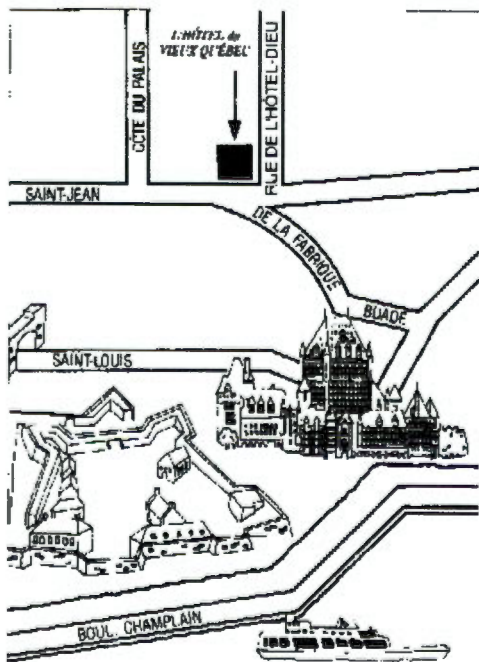 L'HÔTEL du
VIEUX QUÉBEC
CÔTE DU PALAIS
RUE DE L'HÔTEL-DIEU
SAINT-JEAN
DE LA FABRIQUE
BUADE
SAINT-LOUIS
BOUL. CHAMPLAIN